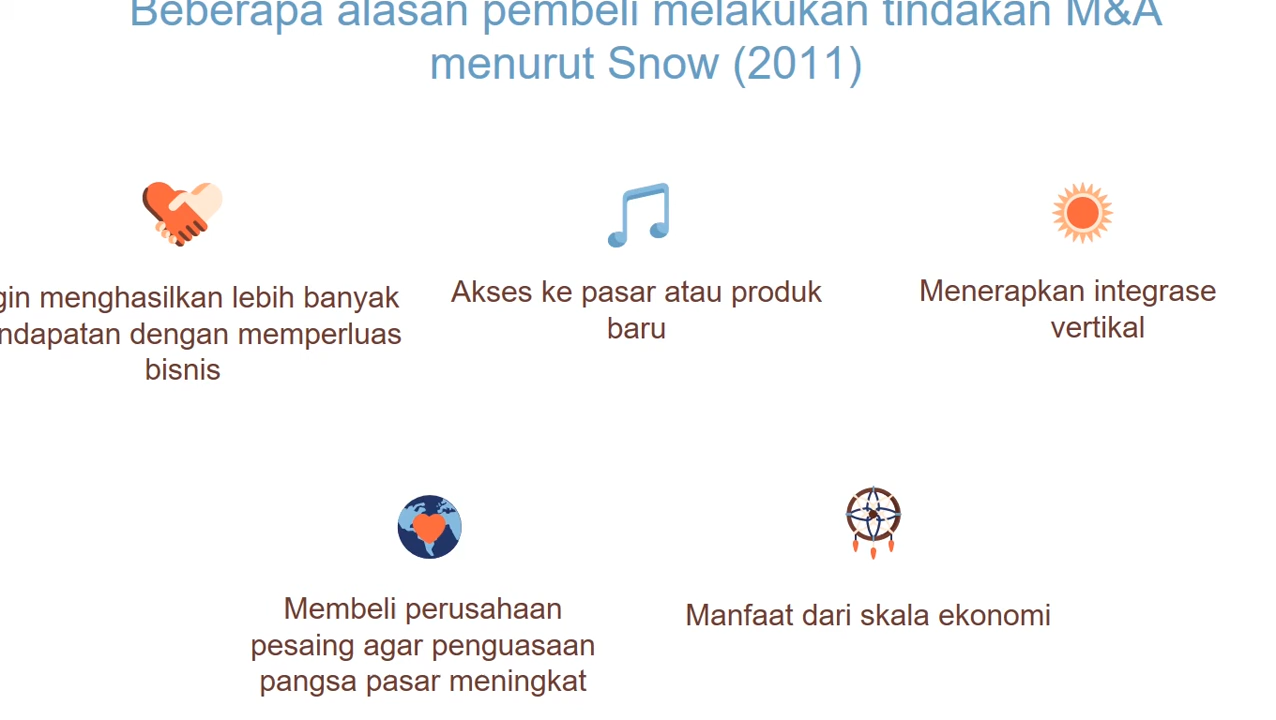 Beberapa alasan pembeli melakukan tindakan M&A
menurut Snow (2011)
menghasilkan lebih banyak
dengan memperluas
bisnis
Akses ke pasar atau produk
baru
Menerapkan integrase
vertikal
Membeli perusahaan
pesaing agar penguasaan
pangsa pasar meningkat
Manfaat dari skala ekonomi